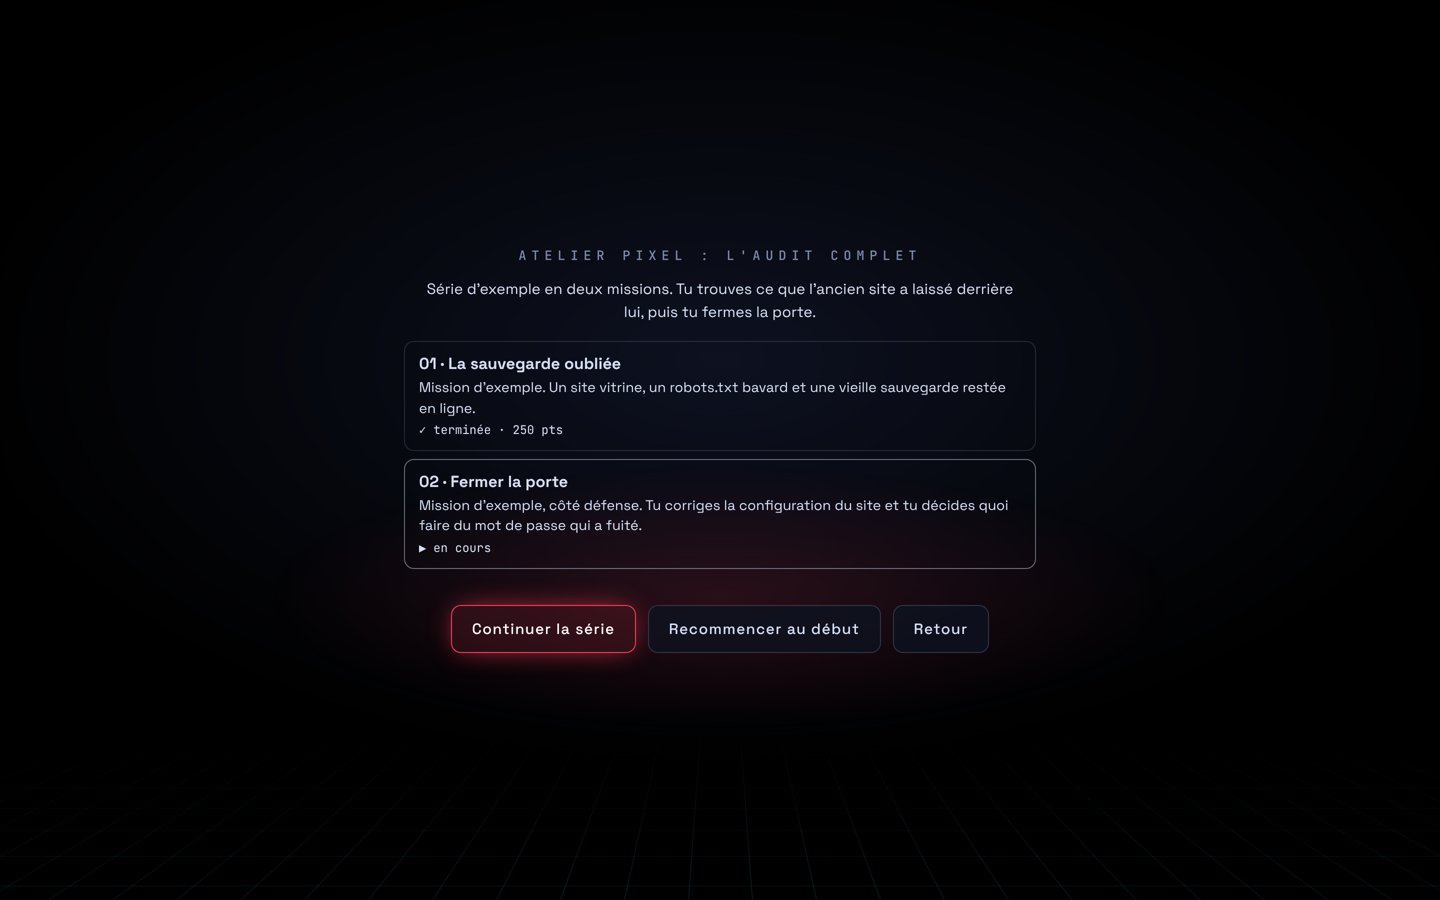 ATELIER PIXEL : L'AUDIT COMPLET
Série d'exemple en deux missions. Tu trouves ce que l'ancien site a laissé derrière
lui, puis tu fermes la porte.
01 · La sauvegarde oubliée
Mission d'exemple. Un site vitrine, un robots.txt bavard et une vieille sauvegarde restée
en ligne.
✓ terminée · 250 pts
02 · Fermer la porte
Mission d'exemple, côté défense. Tu corriges la configuration du site et tu décides quoi
faire du mot de passe qui a fuité.
▶ en cours
Continuer la série
Recommencer au début
Retour